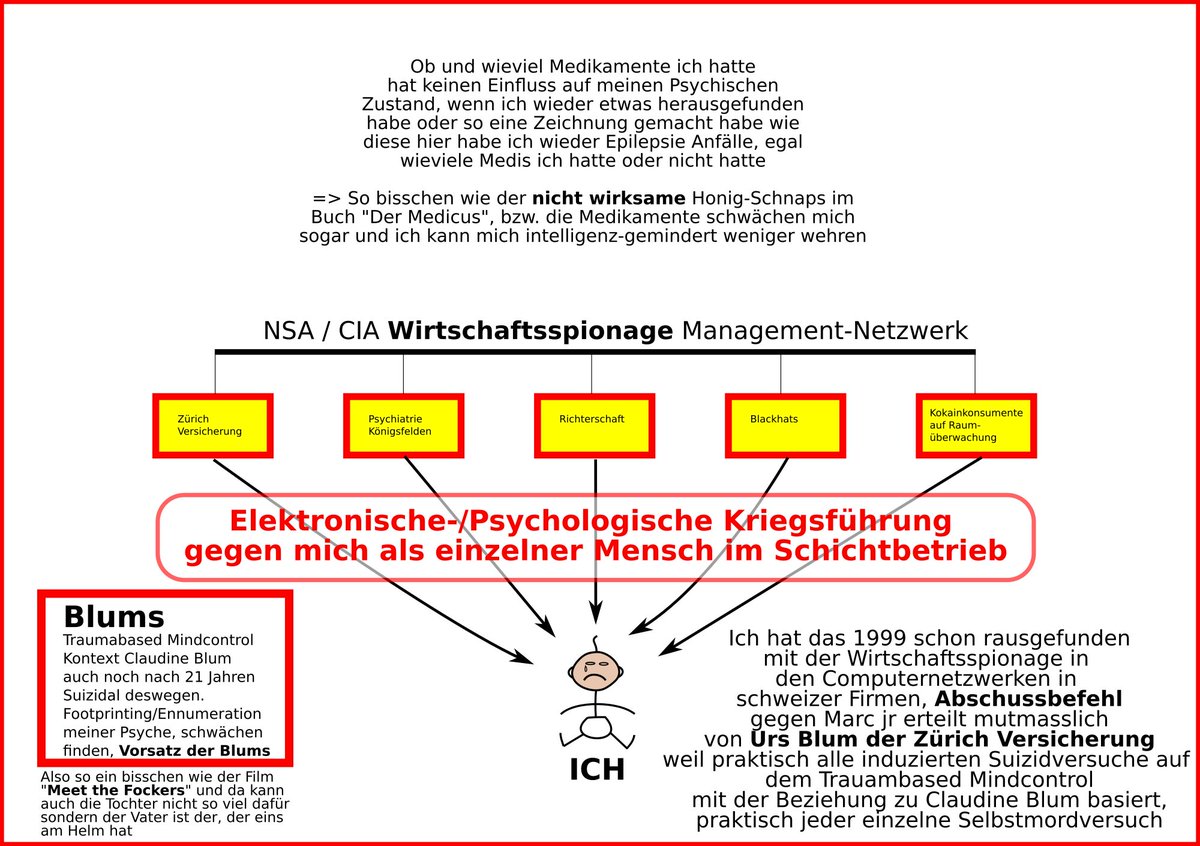 Ob und wieviel Medikamente ich hatte
hat keinen Einfluss auf meinen Psychischen
Zustand, wenn ich wieder etwas herausgefunden
habe oder so eine Zeichnung gemacht habe wie
diese hier habe ich wieder Epilepsie Anfälle, egal
wieviele Medis ich hatte oder nicht hatte
=> So bisschen wie der nicht wirksame Honig-Schnaps im
Buch "Der Medicus", bzw. die Medikamente schwächen mich
sogar und ich kann mich intelligenz-gemindert weniger wehren
NSA / CIA Wirtschaftsspionage Management-Netzwerk
Zürich
Versicherung
Psychiatrie
Königsfelden
Richterschaft
Blackhats
Kokainkonsumente
auf Raum-
überwachung
Elektronische-/Psychologische Kriegsführung
gegen mich als einzelner Mensch im Schichtbetrieb
Blums
Traumabased Mindcontrol
Kontext Claudine Blum
auch noch nach 21 Jahren
Suizidal deswegen.
Footprinting/Ennumeration
meiner Psyche, schwächen
finden, Vorsatz der Blums
Also so ein bisschen wie der Film
"Meet the Fockers" und da kann
auch die Tochter nicht so viel dafür
sondern der Vater ist der, der eins
am Helm hat
ICH
Ich hat das 1999 schon rausgefunden
mit der Wirtschaftsspionage in
den Computernetzwerken in
schweizer Firmen, Abschussbefehl
gegen Marc jr erteilt mutmasslich
von Urs Blum der Zürich Versicherung
weil praktisch alle induzierten Suizidversuche auf
dem Trauambased Mindcontrol
mit der Beziehung zu Claudine Blum basiert,
praktisch jeder einzelne Selbstmordversuch